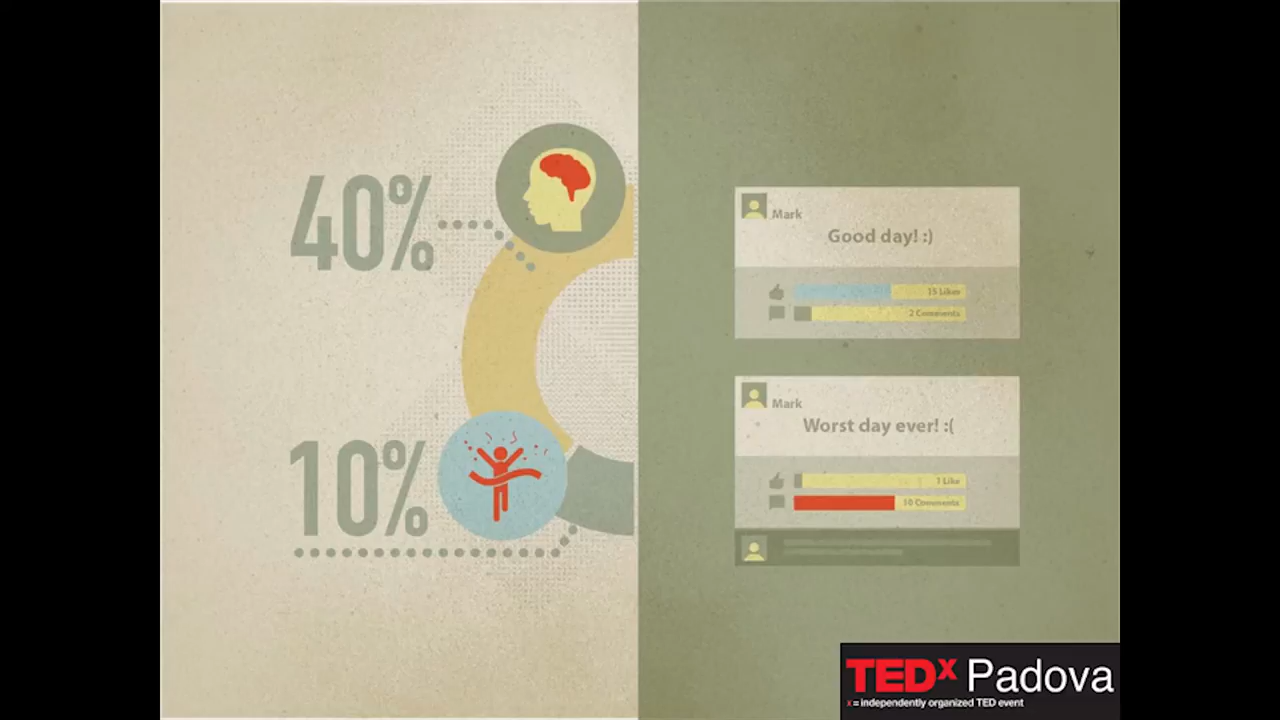 40%
10%
Mark
Good day! :)
15 Likes
2 Comments
Mark
Worst day ever! :(
1 Like
10 Comments
TEDx Padova
x = independently organized TED event